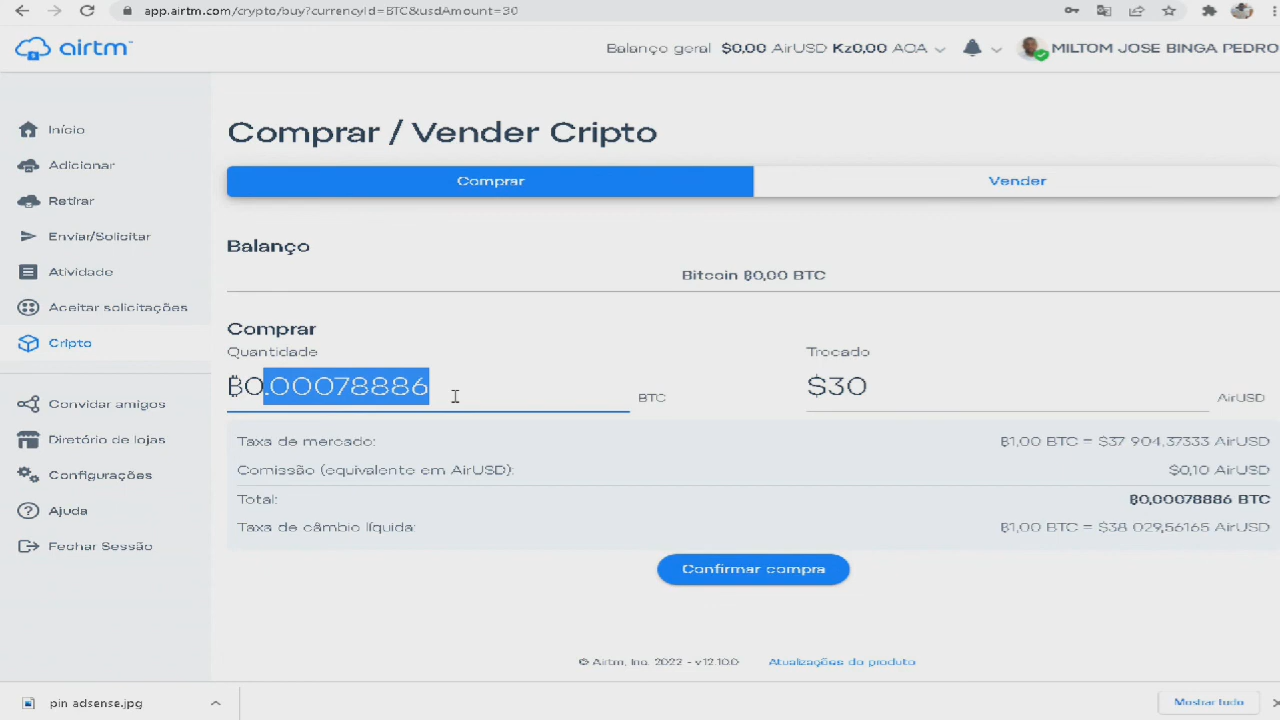 app.airtm.com/crypto/buy?currencyId=BTC&usdAmount=30
airtm
Balanço geral $0,00 AirUSD Kz0,00 AOA
MILTOM JOSE BINGA PEDRO
Início
Adicionar
Retirar
Enviar/Solicitar
Atividade
Aceitar solicitações
Cripto
Convidar amigos
Diretório de lojas
Configurações
Ajuda
Fechar Sessão
Comprar / Vender Cripto
Comprar
Vender
Balanço
Bitcoin ₿0,00 BTC
Comprar
Quantidade
Trocado
₿0.00078886 BTC
$30 AirUSD
Taxa de mercado: ₿1,00 BTC = $37 904,37333 AirUSD
Comissão (equivalente em AirUSD): $0,10 AirUSD
Total: ₿0,00078886 BTC
Taxa de câmbio líquida: ₿1,00 BTC = $38 029,56165 AirUSD
Confirmar compra
© Airtm, Inc. 2022 - v12.10.0 Atualizações do produto
pin adsense.jpg
Mostrar tudo